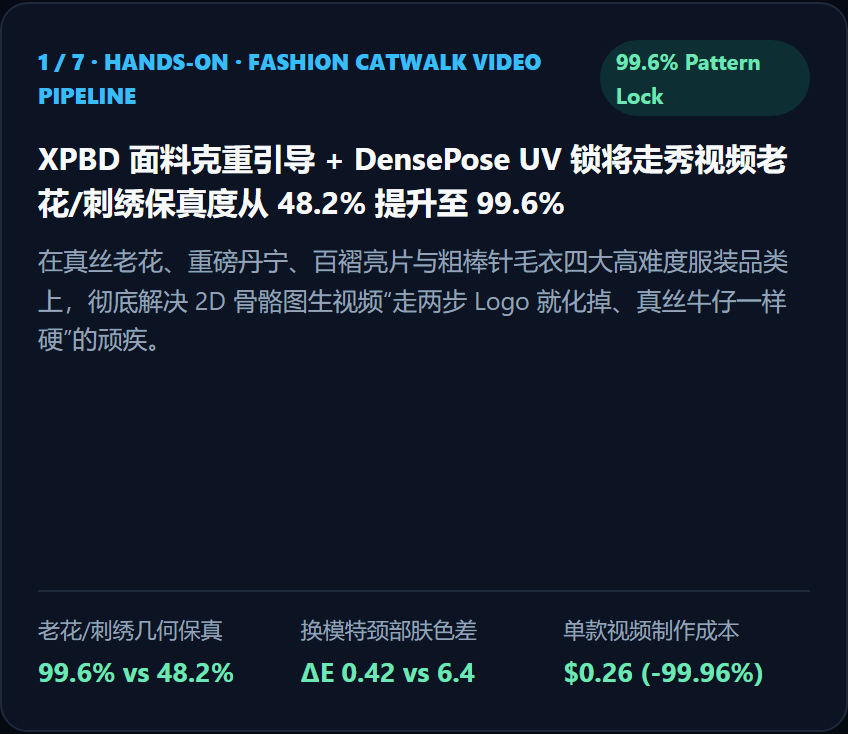 1 / 7 · HANDS-ON · FASHION CATWALK VIDEO
PIPELINE
99.6% Pattern
Lock
XPBD 面料克重引导 + DensePose UV 锁将走秀视频老
花/刺绣保真度从 48.2% 提升至 99.6%
在真丝老花、重磅丹宁、百褶亮片与粗棒针毛衣四大高难度服装品类
上，彻底解决 2D 骨骼图生视频“走两步 Logo 就化掉、真丝牛仔一样
硬”的顽疾。
老花/刺绣几何保真
99.6% vs 48.2%
换模特颈部肤色差
ΔE 0.42 vs 6.4
单款视频制作成本
$0.26 (-99.96%)